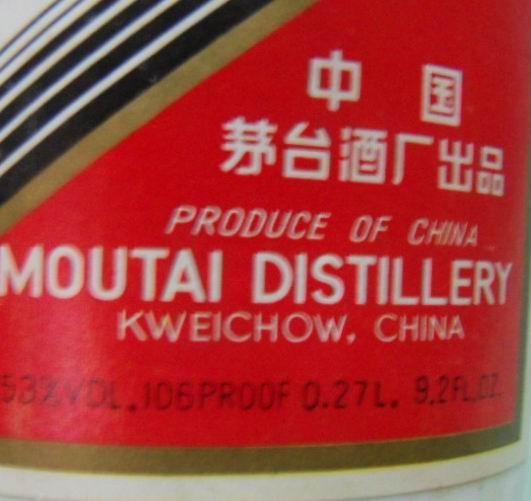 中国
茅台酒厂出品
PRODUCE OF CHINA
MOUTAI DISTILLERY
KWEICHOW, CHINA
53%VOL. 106PROOF 0.27L. 9.2FL.OZ.